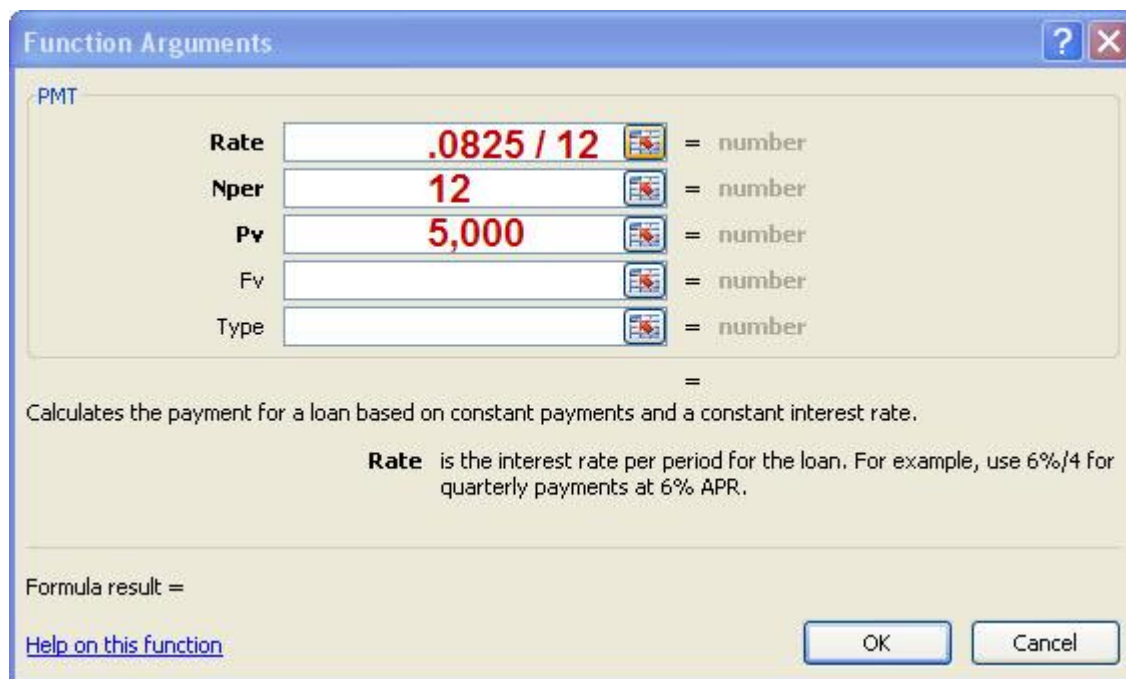 Function Arguments
PMT
Rate .0825 / 12 = number
Nper 12 = number
Pv 5,000 = number
Fv = number
Type = number
=
Calculates the payment for a loan based on constant payments and a constant interest rate.
Rate is the interest rate per period for the loan. For example, use 6%/4 for
quarterly payments at 6% APR.
Formula result =
Help on this function OK Cancel